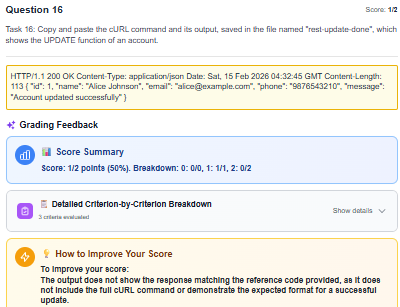 Question 16
Score: 1/2
Task 16: Copy and paste the cURL command and its output, saved in the file named "rest-update-done", which
shows the UPDATE function of an account.
HTTP/1.1 200 OK Content-Type: application/json Date: Sat, 15 Feb 2026 04:32:45 GMT Content-Length:
113 { "id": 1, "name": "Alice Johnson", "email": "alice@example.com", "phone": "9876543210", "message":
"Account updated successfully" }
Grading Feedback
Score Summary
Score: 1/2 points (50%). Breakdown: 0: 0/0, 1: 1/1, 2: 0/2
Detailed Criterion-by-Criterion Breakdown
Show details
3 criteria evaluated
How to Improve Your Score
To improve your score:
The output does not show the response matching the reference code provided, as it does
not include the full cURL command or demonstrate the expected format for a successful
update.